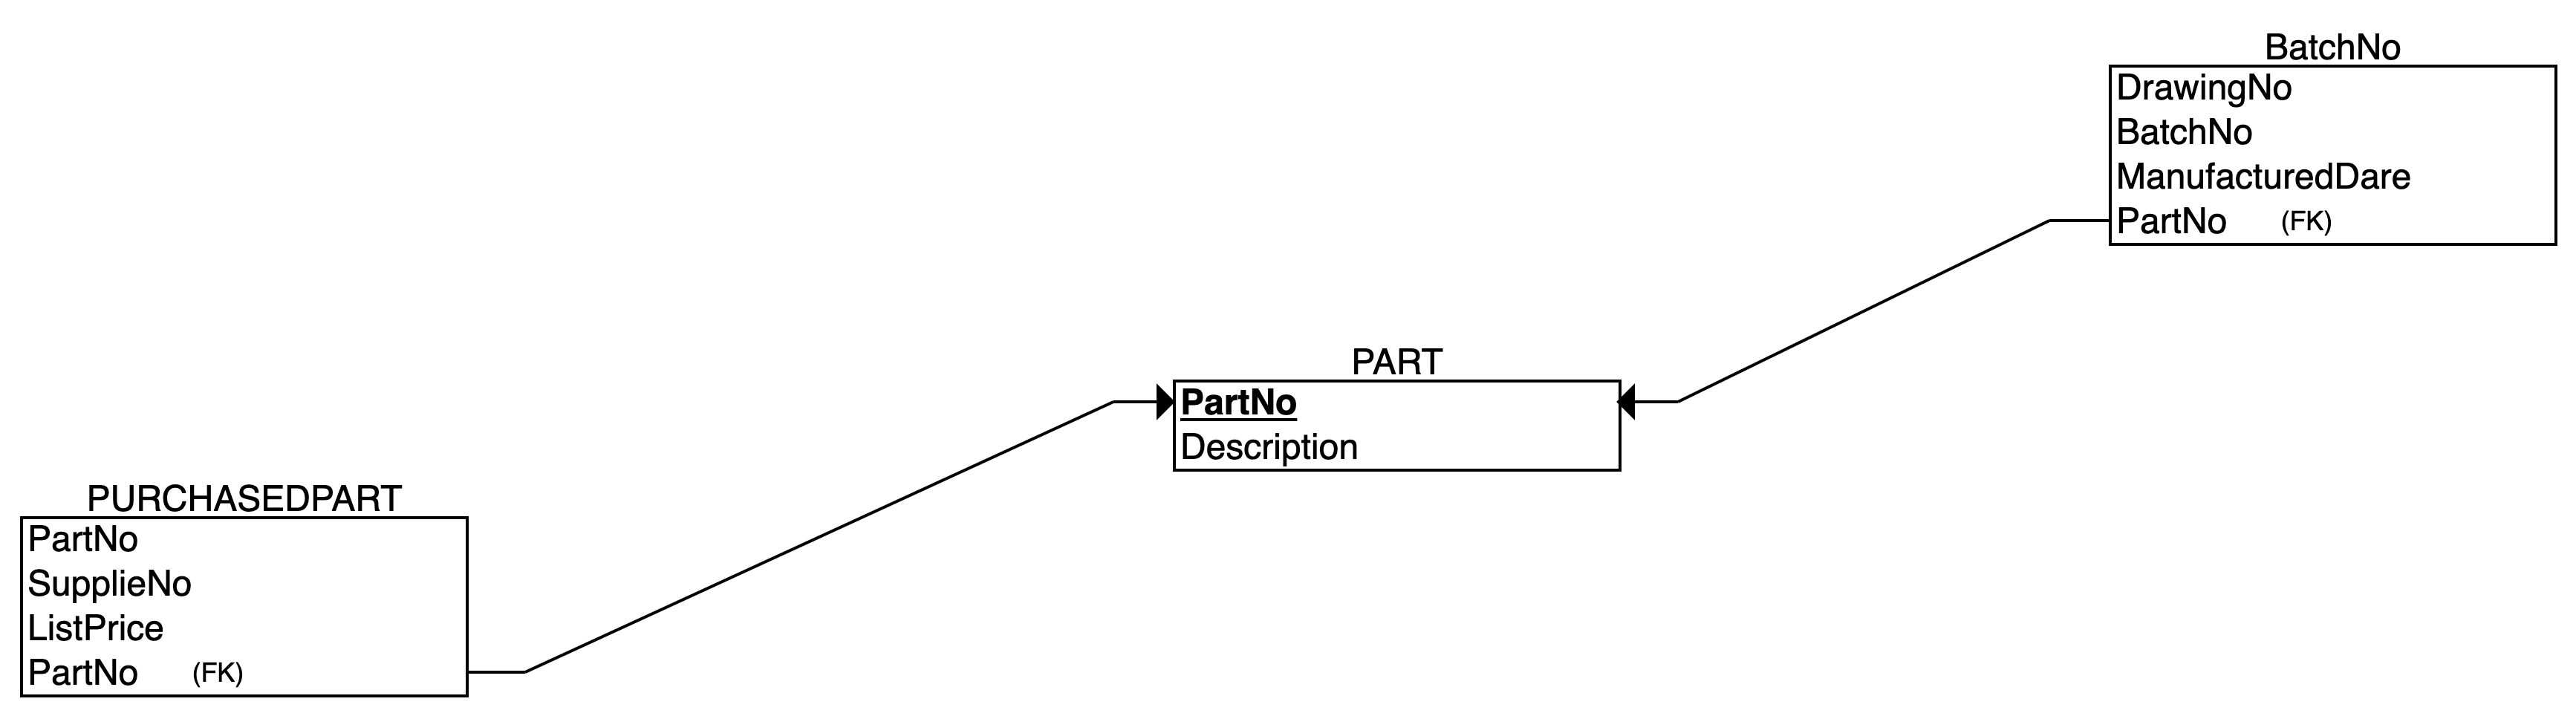 BatchNo
DrawingNo
BatchNo
ManufacturedDare
PartNo (FK)
PART
PartNo
Description
PURCHASEDPART
PartNo
SupplieNo
ListPrice
PartNo (FK)